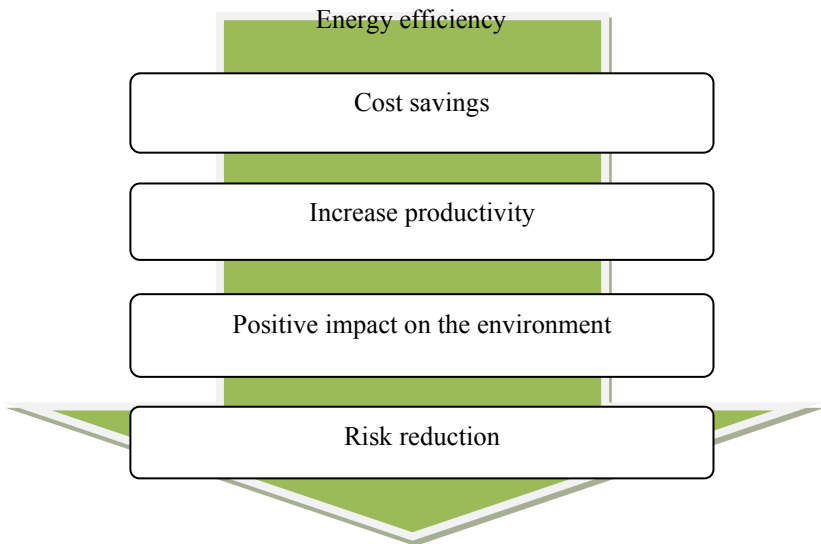 Energy efficiency
Cost savings
Increase productivity
Positive impact on the environment
Risk reduction